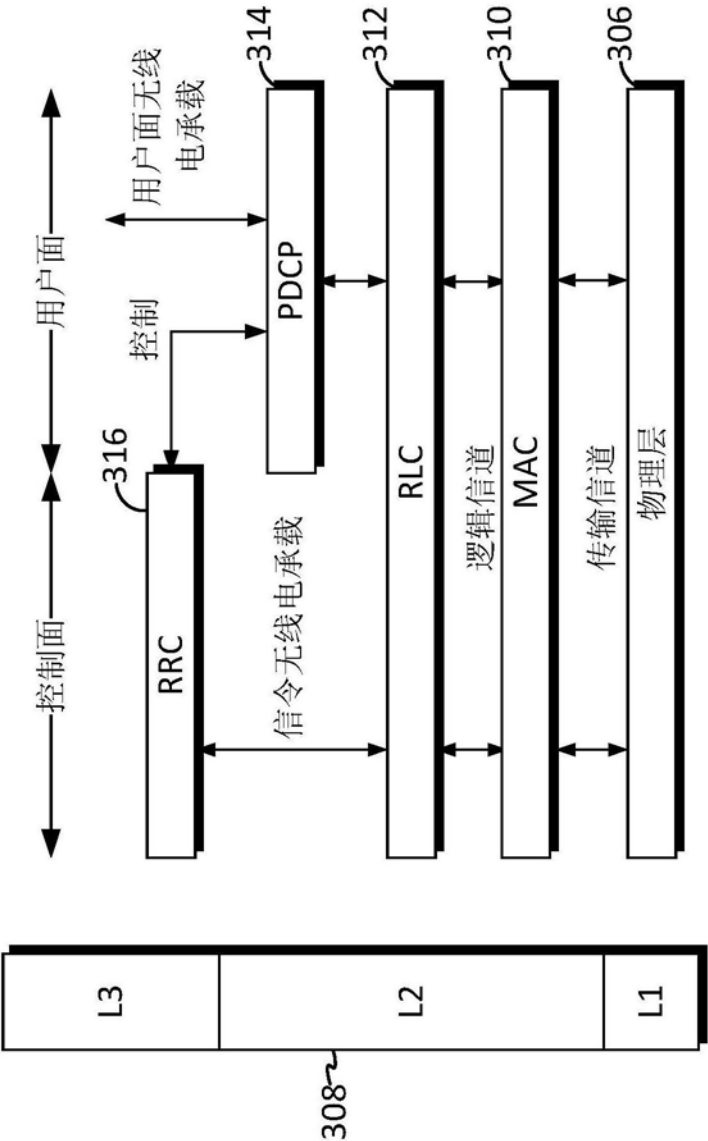 控制面
用户面
316
RRC
控制
用户面无线
电承载
314
PDCP
信令无线电承载
312
RLC
逻辑信道
310
MAC
传输信道
306
物理层
L3
308
L2
L1